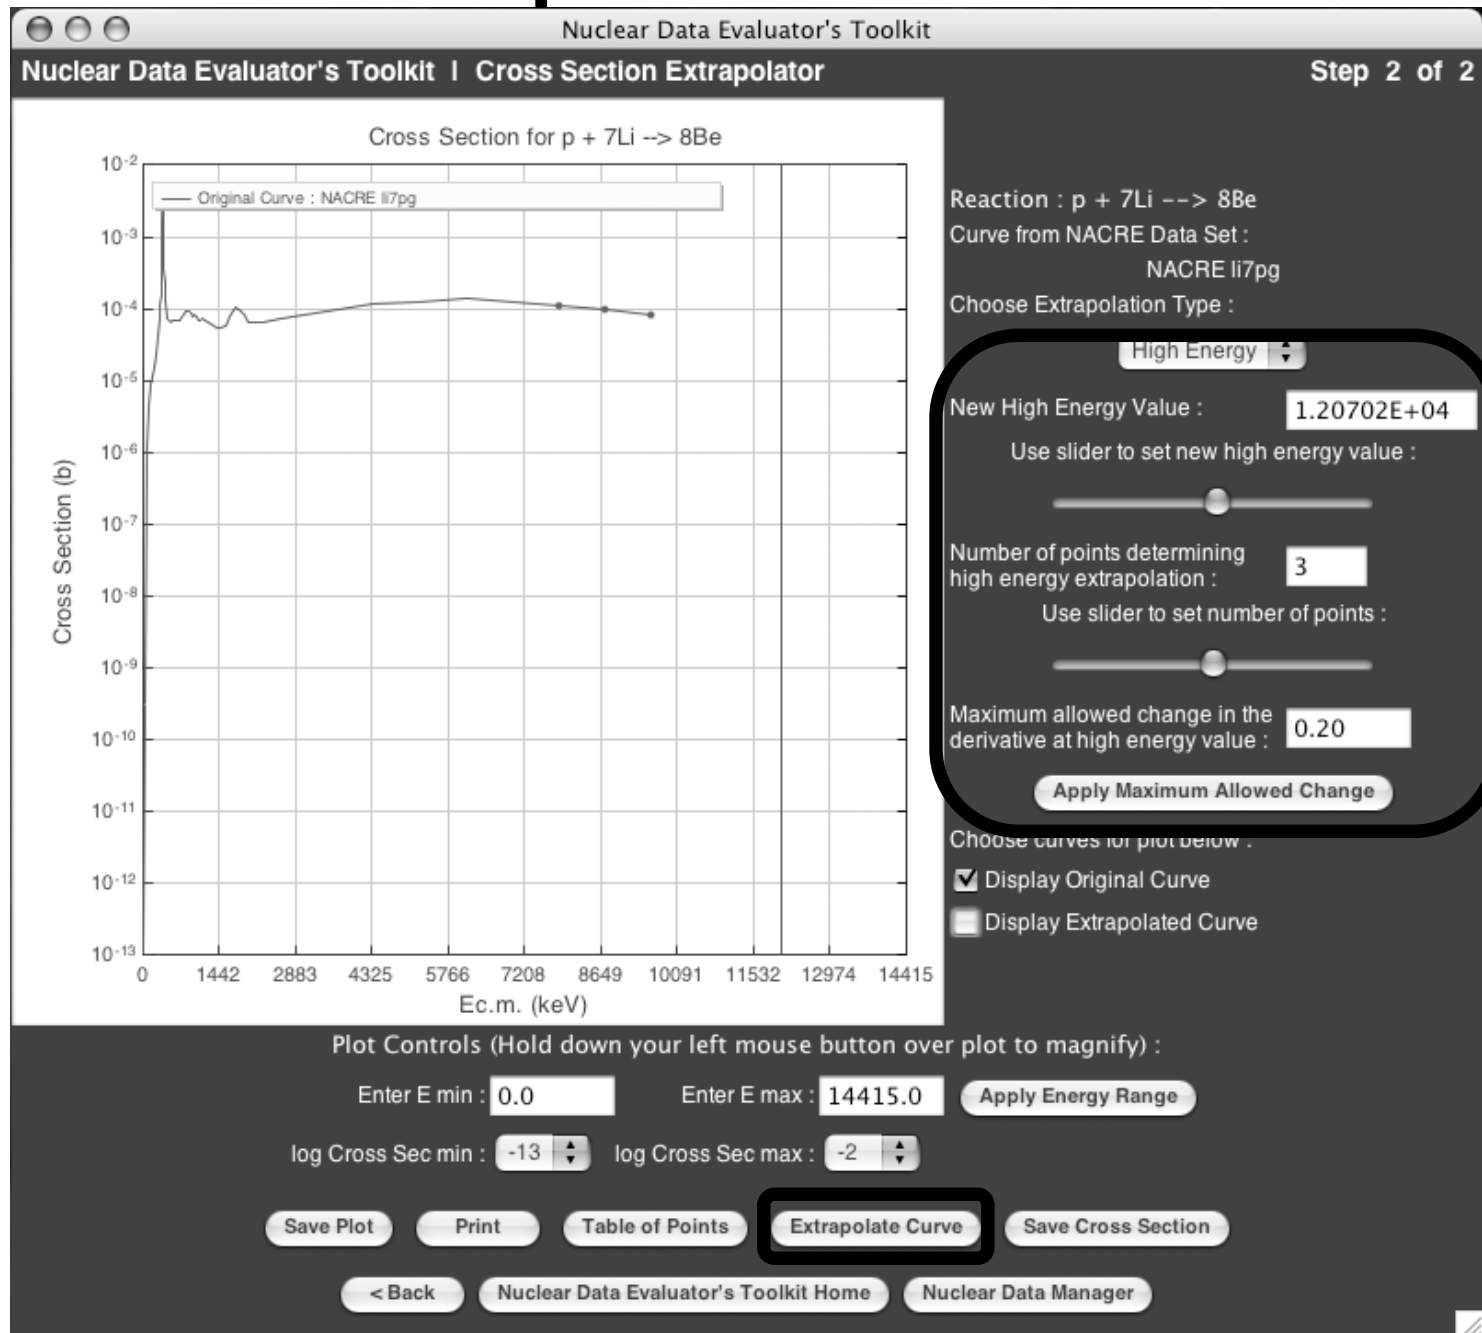 Nuclear Data Evaluator's Toolkit
Nuclear Data Evaluator's Toolkit | Cross Section Extrapolator Step 2 of 2
Cross Section for p + 7Li --> 8Be
Original Curve : NACRE li7pg
10-2
10-3
10-4
10-5
10-6
10-7
10-8
10-9
10-10
10-11
10-12
10-13
Cross Section (b)
0 1442 2883 4325 5766 7208 8649 10091 11532 12974 14415
Ec.m. (keV)
Reaction : p + 7Li --> 8Be
Curve from NACRE Data Set :
NACRE li7pg
Choose Extrapolation Type :
High Energy
New High Energy Value : 1.20702E+04
Use slider to set new high energy value :
Number of points determining
high energy extrapolation : 3
Use slider to set number of points :
Maximum allowed change in the
derivative at high energy value : 0.20
Apply Maximum Allowed Change
Choose curves for plot below :
Display Original Curve
Display Extrapolated Curve
Plot Controls (Hold down your left mouse button over plot to magnify) :
Enter E min : 0.0 Enter E max : 14415.0 Apply Energy Range
log Cross Sec min : -13 log Cross Sec max : -2
Save Plot Print Table of Points Extrapolate Curve Save Cross Section
< Back Nuclear Data Evaluator's Toolkit Home Nuclear Data Manager